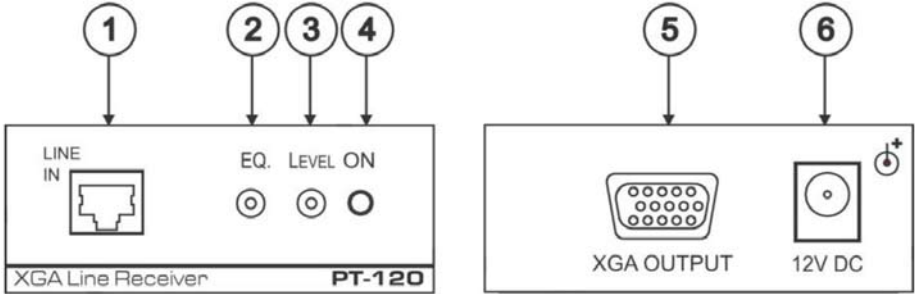 1 2 3 4 5 6
LINE
IN
EQ. LEVEL ON
XGA Line Receiver PT-120
+
XGA OUTPUT 12V DC